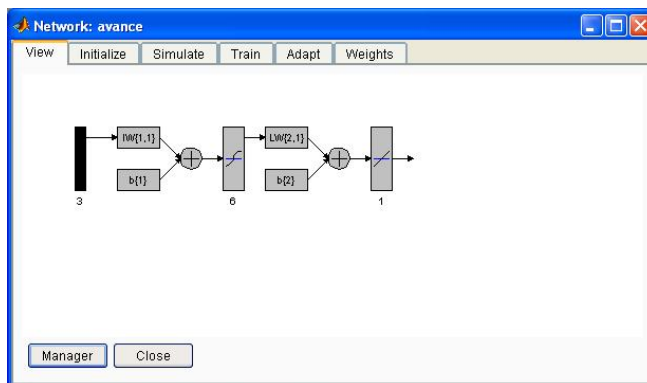 Network: avance
View Initialize Simulate Train Adapt Weights
IW{1,1} LW{2,1}
b{1} b{2}
3 6 1
Manager Close